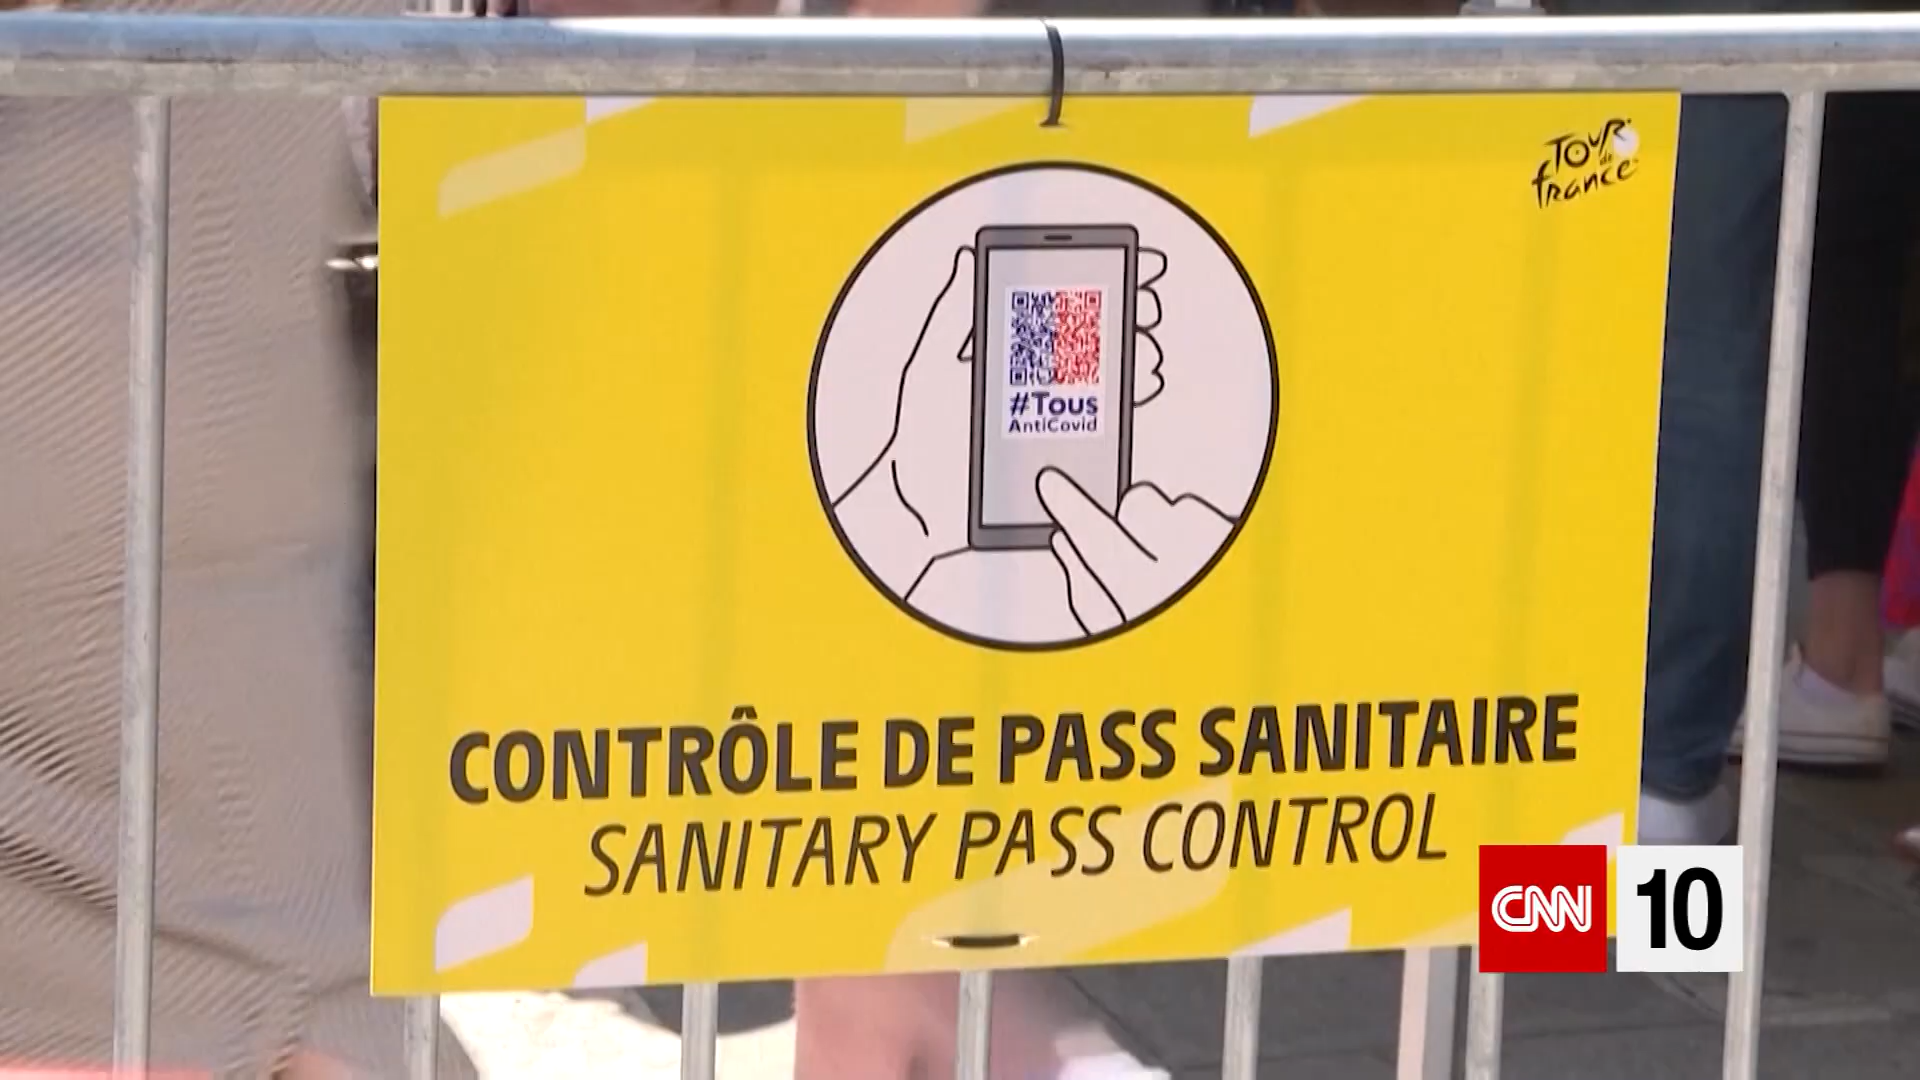 TOUR
de
france
#Tous
AntiCovid
CONTRÔLE DE PASS SANITAIRE
SANITARY PASS CONTROL
CNN 10